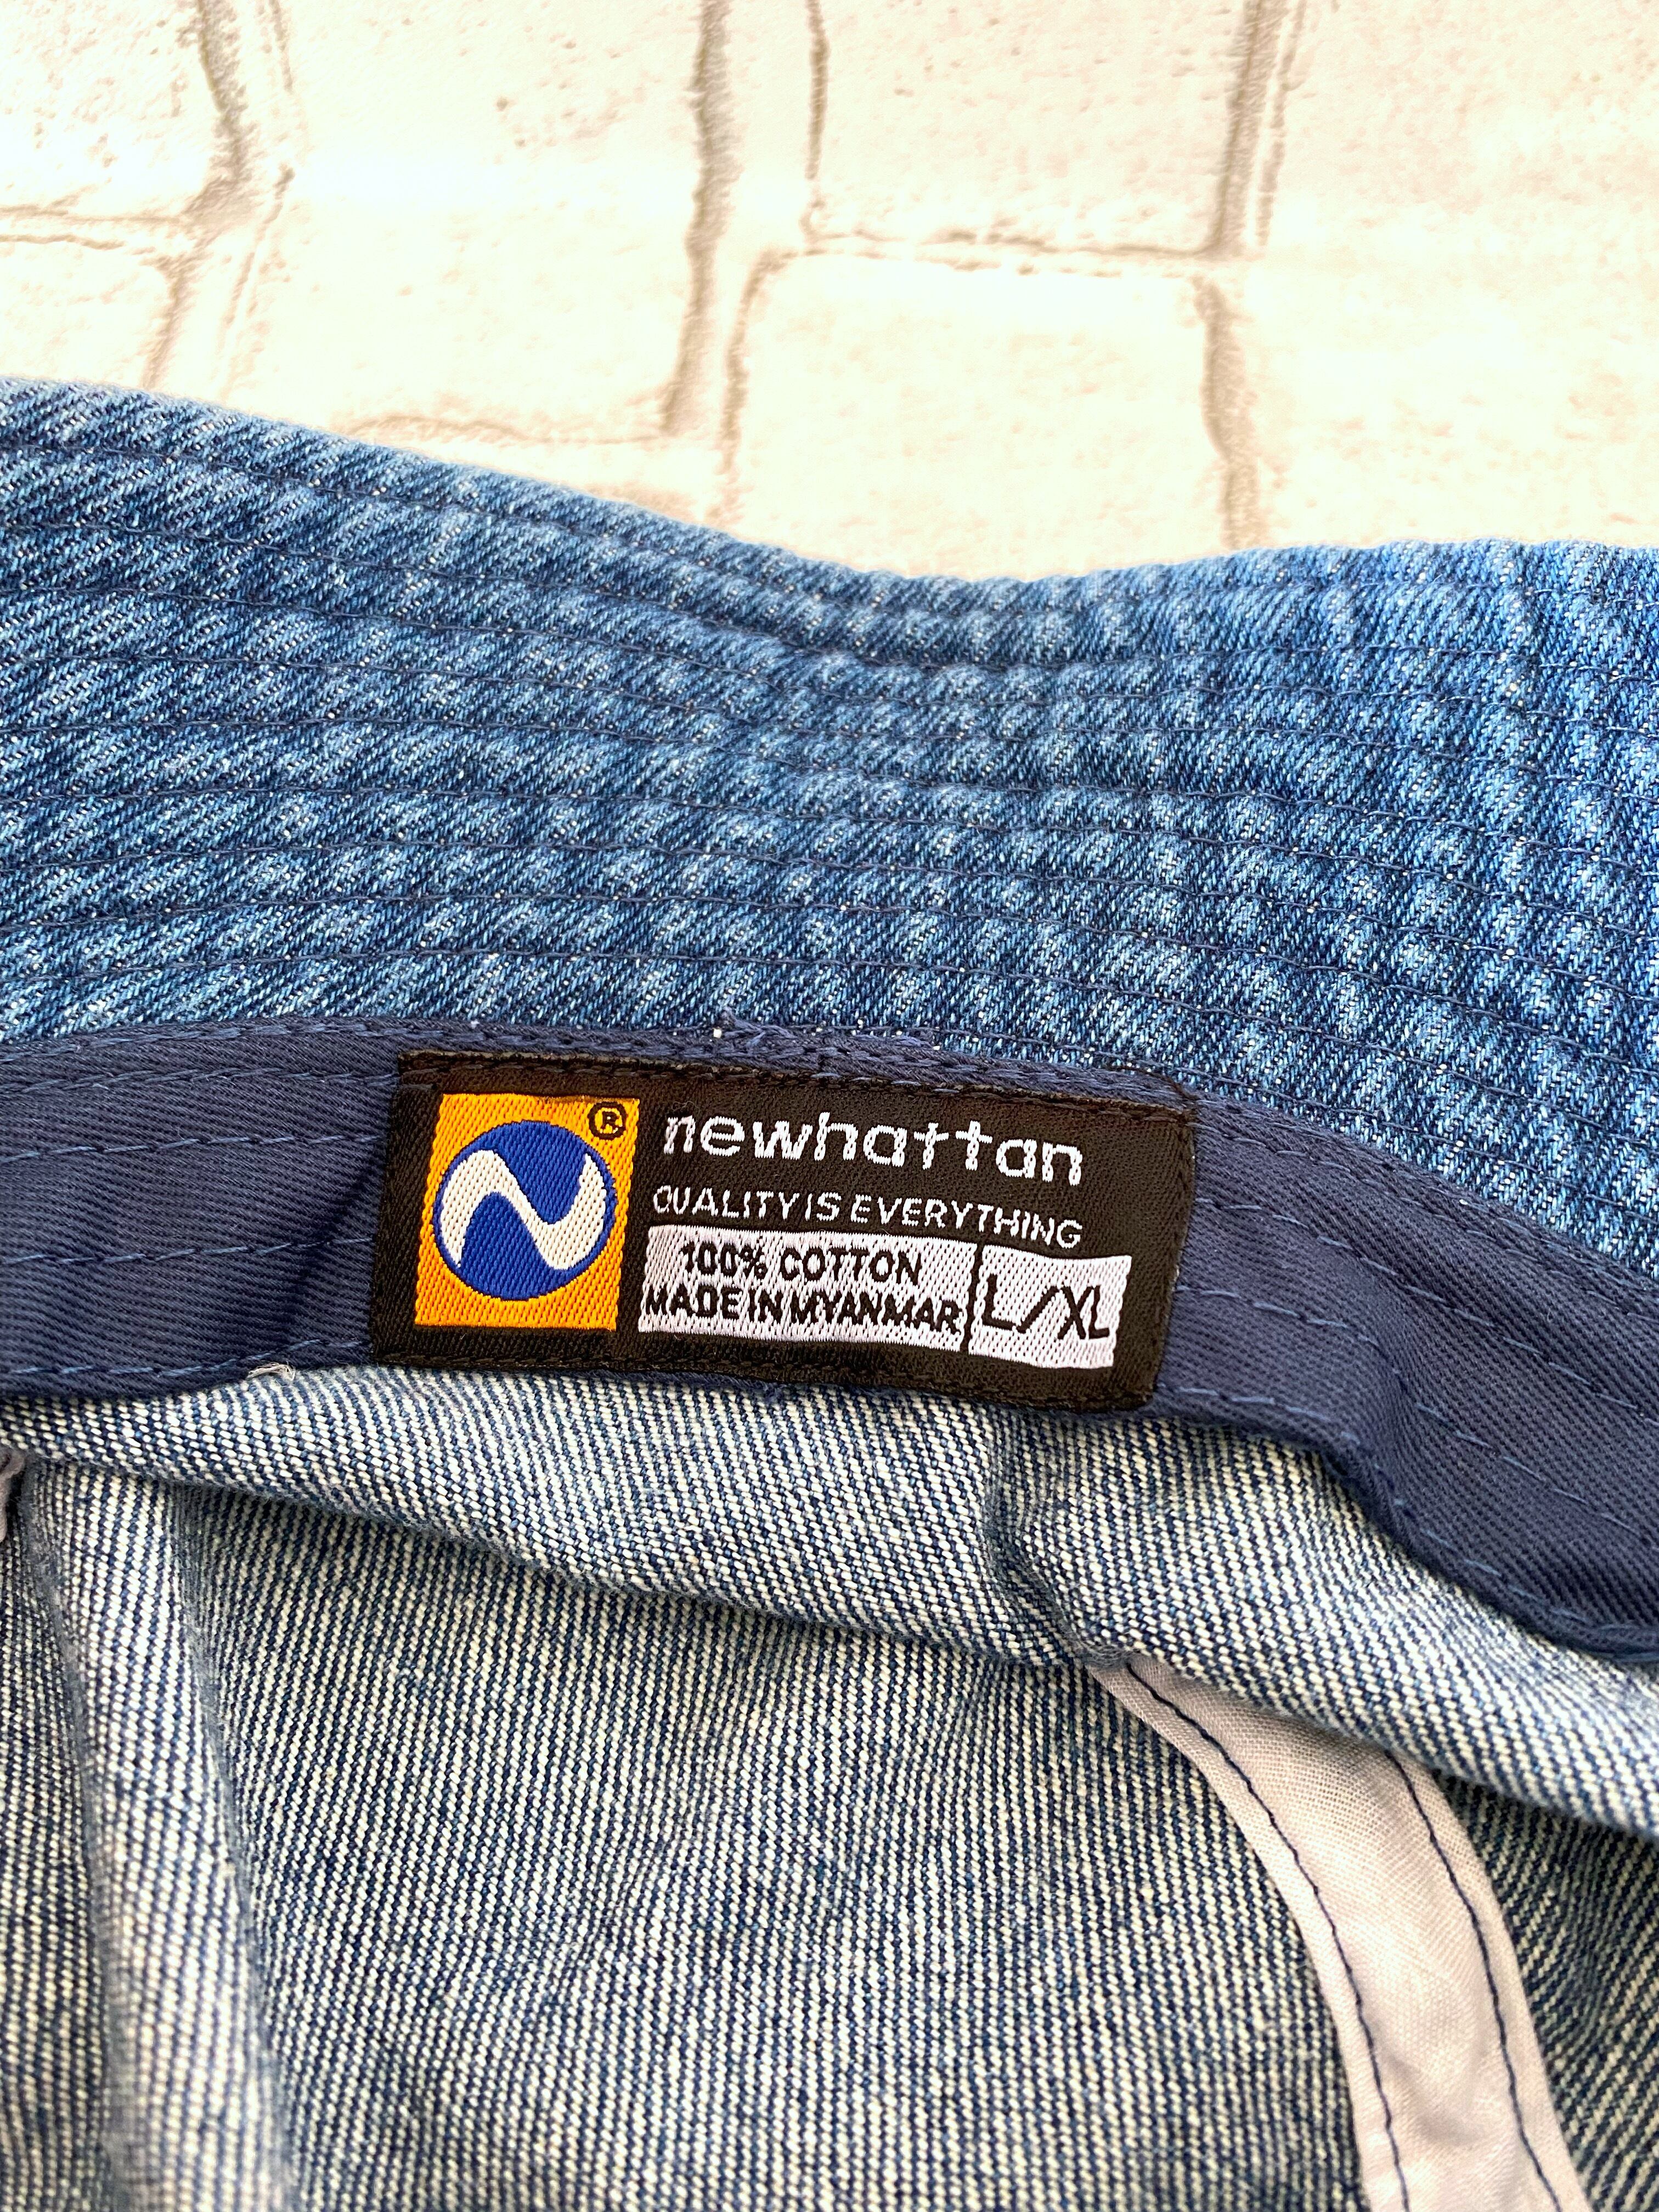 ®
newhattan
QUALITY IS EVERYTHING
100% COTTON
MADE IN MYANMAR
L/XL